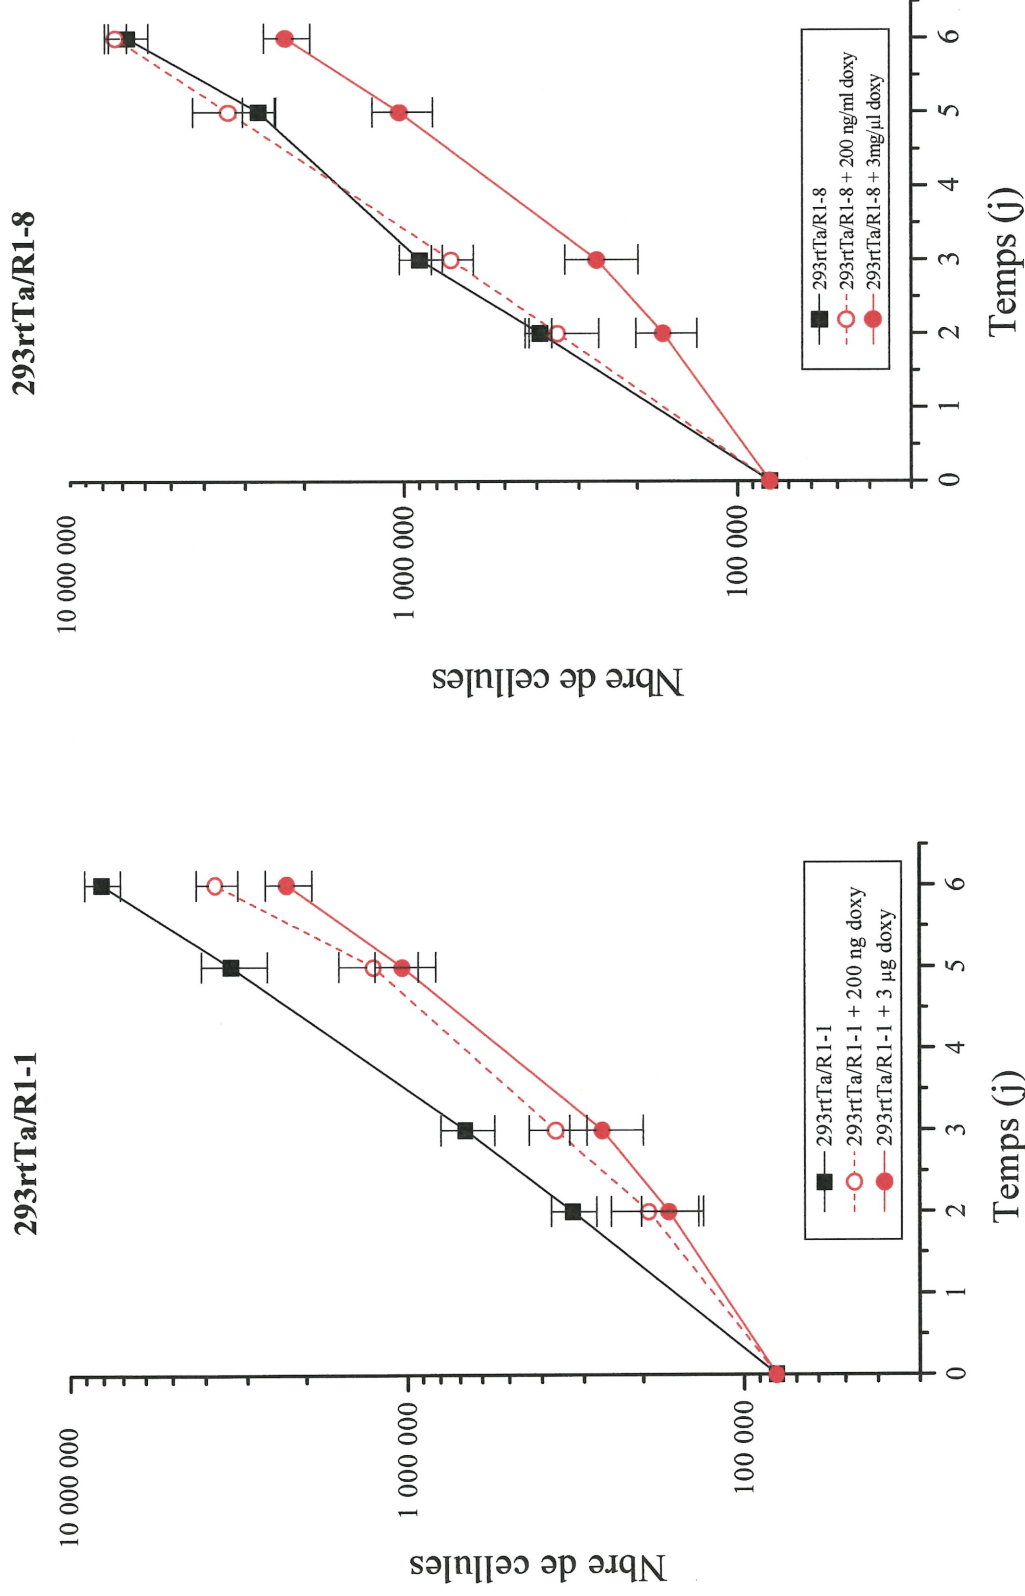 293rtTa/R1-1
10 000 000
1 000 000
100 000
Nbre de cellules
0 1 2 3 4 5 6
Temps (j)
293rtTa/R1-1
293rtTa/R1-1 + 200 ng doxy
293rtTa/R1-1 + 3 µg doxy
293rtTa/R1-8
10 000 000
1 000 000
100 000
Nbre de cellules
0 1 2 3 4 5 6
Temps (j)
293rtTa/R1-8
293rtTa/R1-8 + 200 ng/ml doxy
293rtTa/R1-8 + 3mg/µl doxy